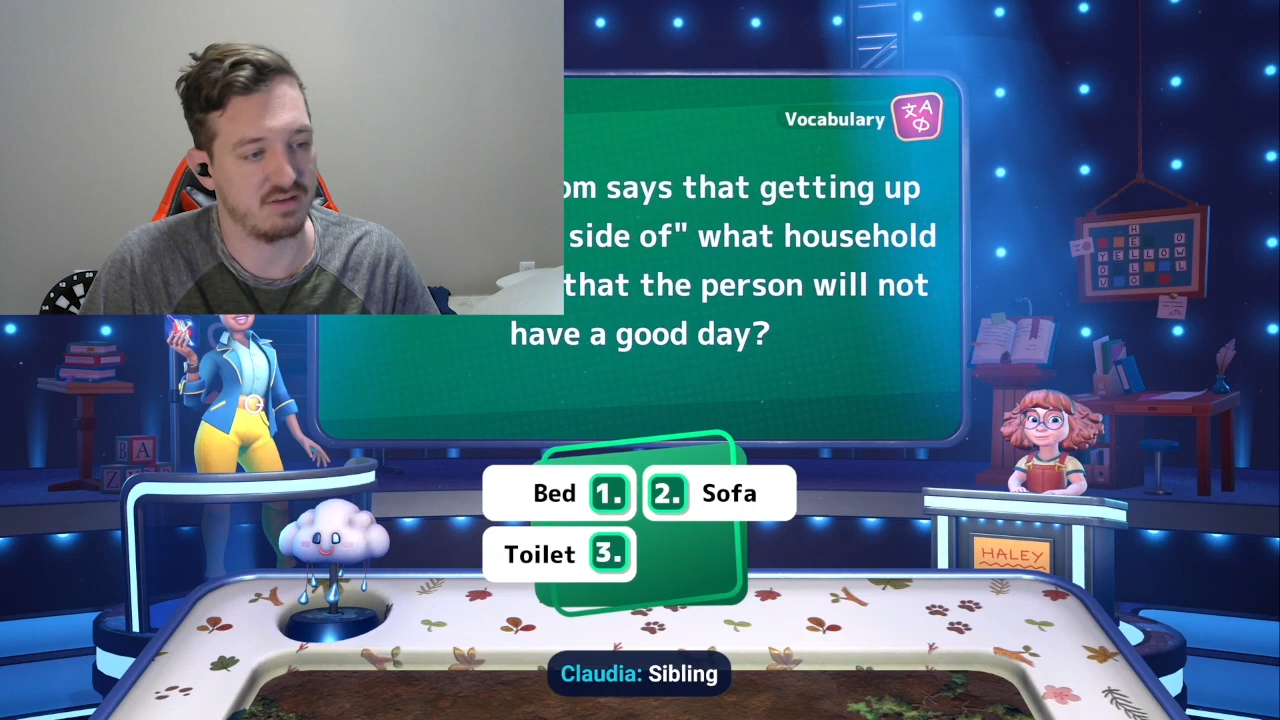 Vocabulary
says that getting up
side of" what household
that the person will not
have a good day?
Bed 1.
2. Sofa
Toilet 3.
HALEY
Claudia: Sibling